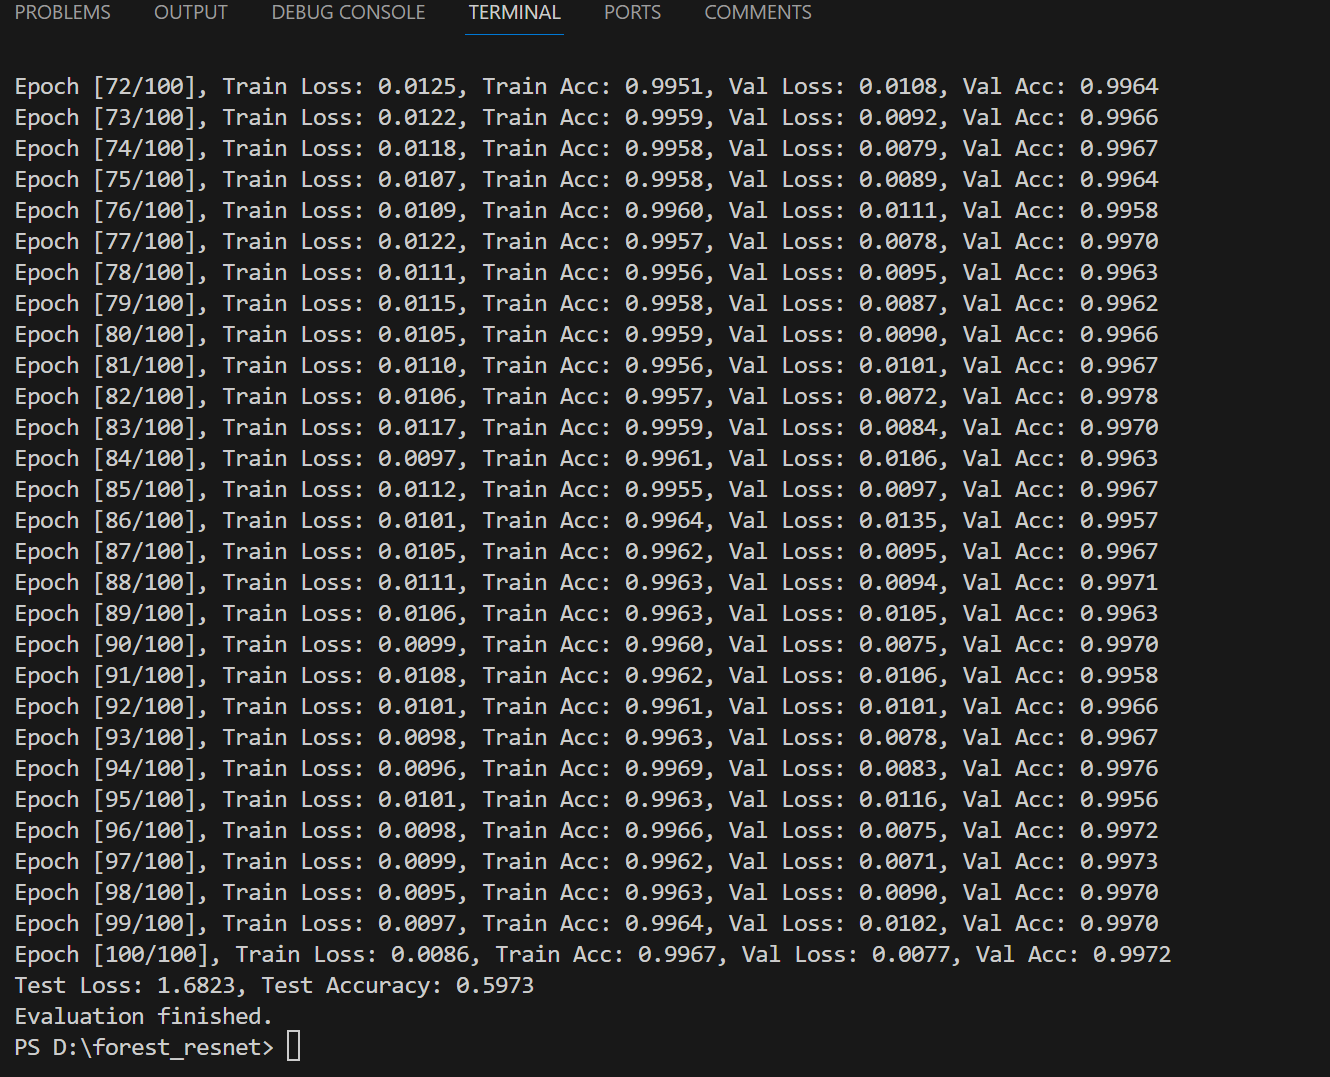 PROBLEMS OUTPUT DEBUG CONSOLE TERMINAL PORTS COMMENTS
Epoch [72/100], Train Loss: 0.0125, Train Acc: 0.9951, Val Loss: 0.0108, Val Acc: 0.9964
Epoch [73/100], Train Loss: 0.0122, Train Acc: 0.9959, Val Loss: 0.0092, Val Acc: 0.9966
Epoch [74/100], Train Loss: 0.0118, Train Acc: 0.9958, Val Loss: 0.0079, Val Acc: 0.9967
Epoch [75/100], Train Loss: 0.0107, Train Acc: 0.9958, Val Loss: 0.0089, Val Acc: 0.9964
Epoch [76/100], Train Loss: 0.0109, Train Acc: 0.9960, Val Loss: 0.0111, Val Acc: 0.9958
Epoch [77/100], Train Loss: 0.0122, Train Acc: 0.9957, Val Loss: 0.0078, Val Acc: 0.9970
Epoch [78/100], Train Loss: 0.0111, Train Acc: 0.9956, Val Loss: 0.0095, Val Acc: 0.9963
Epoch [79/100], Train Loss: 0.0115, Train Acc: 0.9958, Val Loss: 0.0087, Val Acc: 0.9962
Epoch [80/100], Train Loss: 0.0105, Train Acc: 0.9959, Val Loss: 0.0090, Val Acc: 0.9966
Epoch [81/100], Train Loss: 0.0110, Train Acc: 0.9956, Val Loss: 0.0101, Val Acc: 0.9967
Epoch [82/100], Train Loss: 0.0106, Train Acc: 0.9957, Val Loss: 0.0072, Val Acc: 0.9978
Epoch [83/100], Train Loss: 0.0117, Train Acc: 0.9959, Val Loss: 0.0084, Val Acc: 0.9970
Epoch [84/100], Train Loss: 0.0097, Train Acc: 0.9961, Val Loss: 0.0106, Val Acc: 0.9963
Epoch [85/100], Train Loss: 0.0112, Train Acc: 0.9955, Val Loss: 0.0097, Val Acc: 0.9967
Epoch [86/100], Train Loss: 0.0101, Train Acc: 0.9964, Val Loss: 0.0135, Val Acc: 0.9957
Epoch [87/100], Train Loss: 0.0105, Train Acc: 0.9962, Val Loss: 0.0095, Val Acc: 0.9967
Epoch [88/100], Train Loss: 0.0111, Train Acc: 0.9963, Val Loss: 0.0094, Val Acc: 0.9971
Epoch [89/100], Train Loss: 0.0106, Train Acc: 0.9963, Val Loss: 0.0105, Val Acc: 0.9963
Epoch [90/100], Train Loss: 0.0099, Train Acc: 0.9960, Val Loss: 0.0075, Val Acc: 0.9970
Epoch [91/100], Train Loss: 0.0108, Train Acc: 0.9962, Val Loss: 0.0106, Val Acc: 0.9958
Epoch [92/100], Train Loss: 0.0101, Train Acc: 0.9961, Val Loss: 0.0101, Val Acc: 0.9966
Epoch [93/100], Train Loss: 0.0098, Train Acc: 0.9963, Val Loss: 0.0078, Val Acc: 0.9967
Epoch [94/100], Train Loss: 0.0096, Train Acc: 0.9969, Val Loss: 0.0083, Val Acc: 0.9976
Epoch [95/100], Train Loss: 0.0101, Train Acc: 0.9963, Val Loss: 0.0116, Val Acc: 0.9956
Epoch [96/100], Train Loss: 0.0098, Train Acc: 0.9966, Val Loss: 0.0075, Val Acc: 0.9972
Epoch [97/100], Train Loss: 0.0099, Train Acc: 0.9962, Val Loss: 0.0071, Val Acc: 0.9973
Epoch [98/100], Train Loss: 0.0095, Train Acc: 0.9963, Val Loss: 0.0090, Val Acc: 0.9970
Epoch [99/100], Train Loss: 0.0097, Train Acc: 0.9964, Val Loss: 0.0102, Val Acc: 0.9970
Epoch [100/100], Train Loss: 0.0086, Train Acc: 0.9967, Val Loss: 0.0077, Val Acc: 0.9972
Test Loss: 1.6823, Test Accuracy: 0.5973
Evaluation finished.
PS D:\forest_resnet>